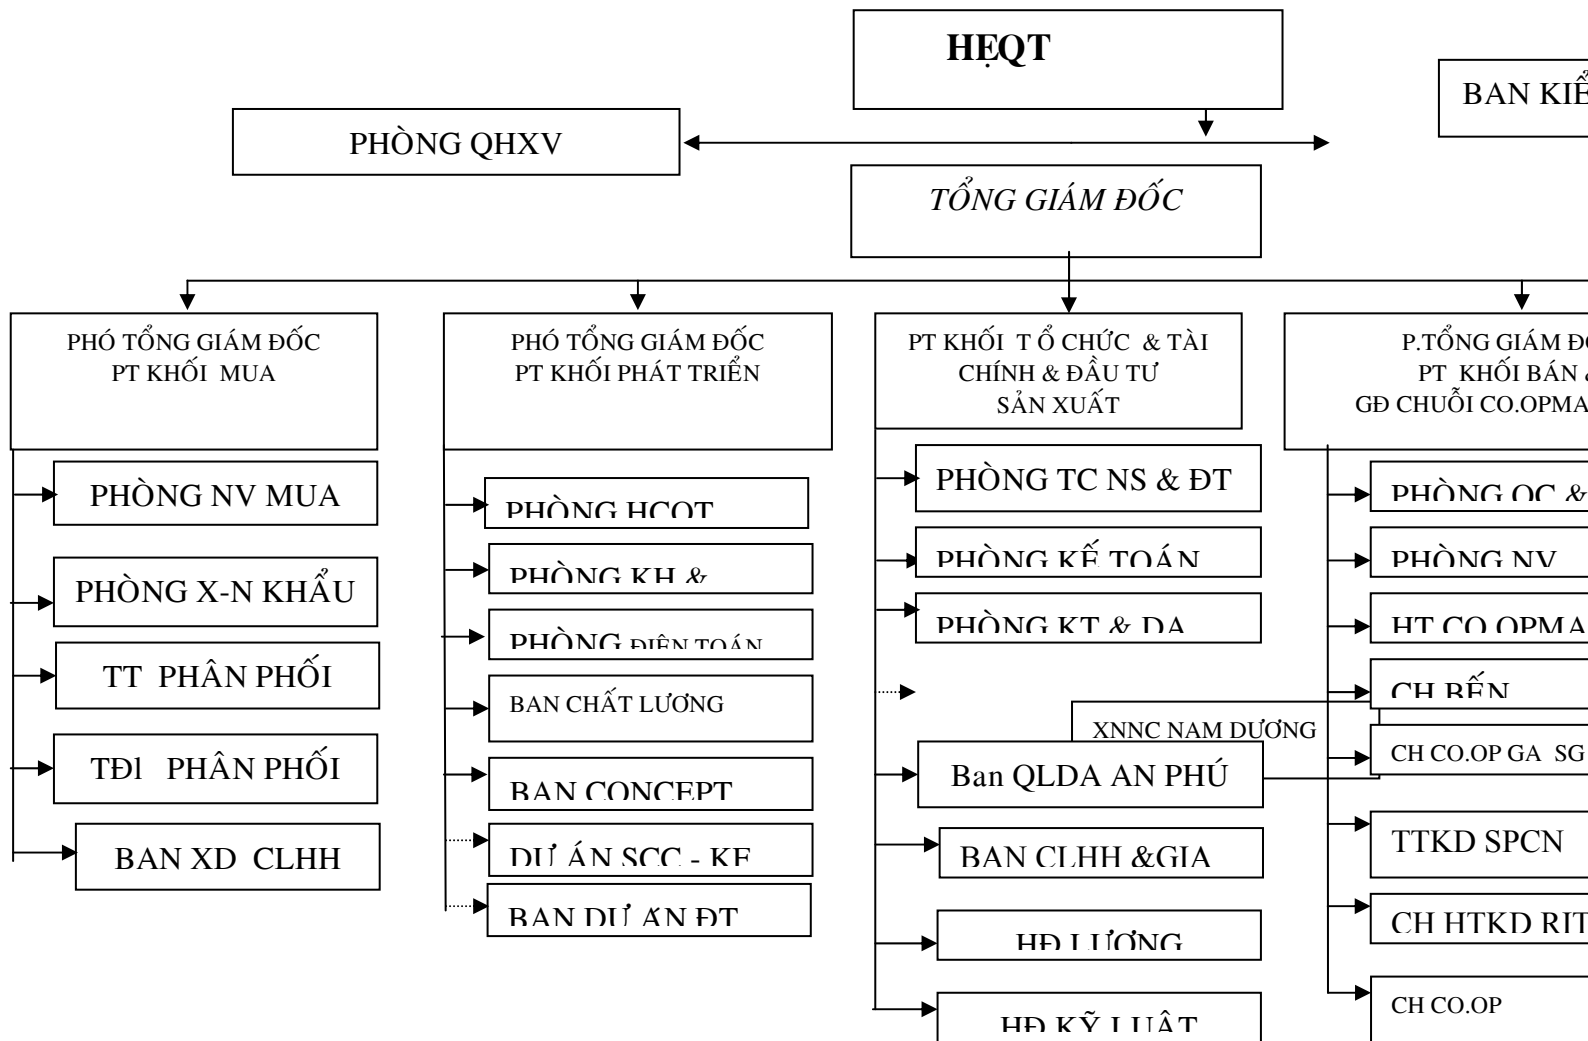 HẸQT
BAN KIỂ
PHÒNG QHXV
TỔNG GIÁM ĐỐC
PHÓ TỔNG GIÁM ĐỐC
PT KHỐI MUA
PHÒNG NV MUA
PHÒNG X-N KHẨU
TT PHÂN PHỐI
TĐl PHÂN PHỐI
BAN XD CLHH
PHÓ TỔNG GIÁM ĐỐC
PT KHỐI PHÁT TRIỂN
PHÒNG HCQT
PHÒNG KH &
PHÒNG ĐIỆN TOÁN
BAN CHẤT LƯƠNG
BAN CONCEPT
DỰ ÁN SCC - KE
BAN DỰ ÁN ĐT
PT KHỐI T Ổ CHỨC & TÀI
CHÍNH & ĐẦU TƯ
SẢN XUẤT
PHÒNG TC NS & ĐT
PHÒNG KẾ TOÁN
PHÒNG KT & DA
XNNC NAM DƯƠNG
Ban QLDA AN PHÚ
BAN CLHH &GIA
HĐ LƯƠNG
HĐ KỸ LUẬT
P.TỔNG GIÁM ĐỐ
PT KHỐI BÁN &
GĐ CHUỖI CO.OPMA
PHÒNG QC &
PHÒNG NV
HT CO.OPMA
CH BẾN
CH CO.OP GA SG
TTKD SPCN
CH HTKD RIT
CH CO.OP